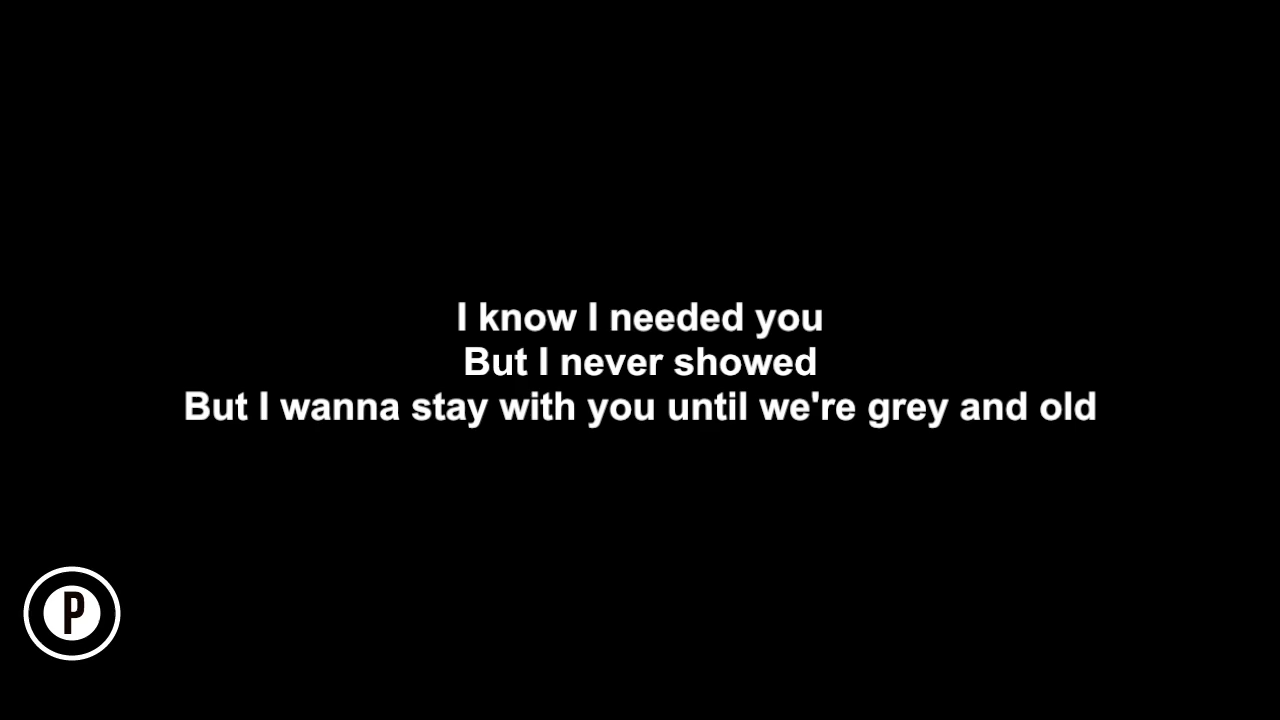 I know I needed you
But I never showed
But I wanna stay with you until we're grey and old
P